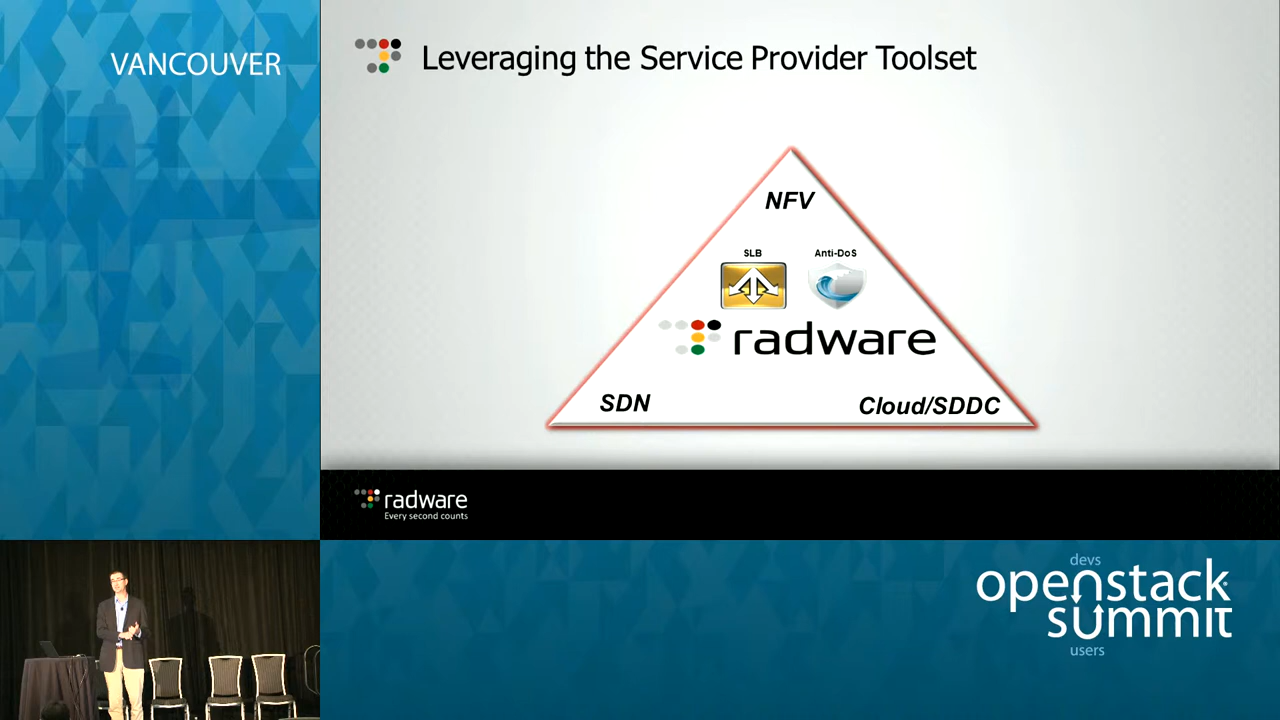 VANCOUVER
Leveraging the Service Provider Toolset
NFV
SLB
Anti-DoS
radware
SDN
Cloud/SDDC
radware
Every second counts
devs
openstack
summit
users